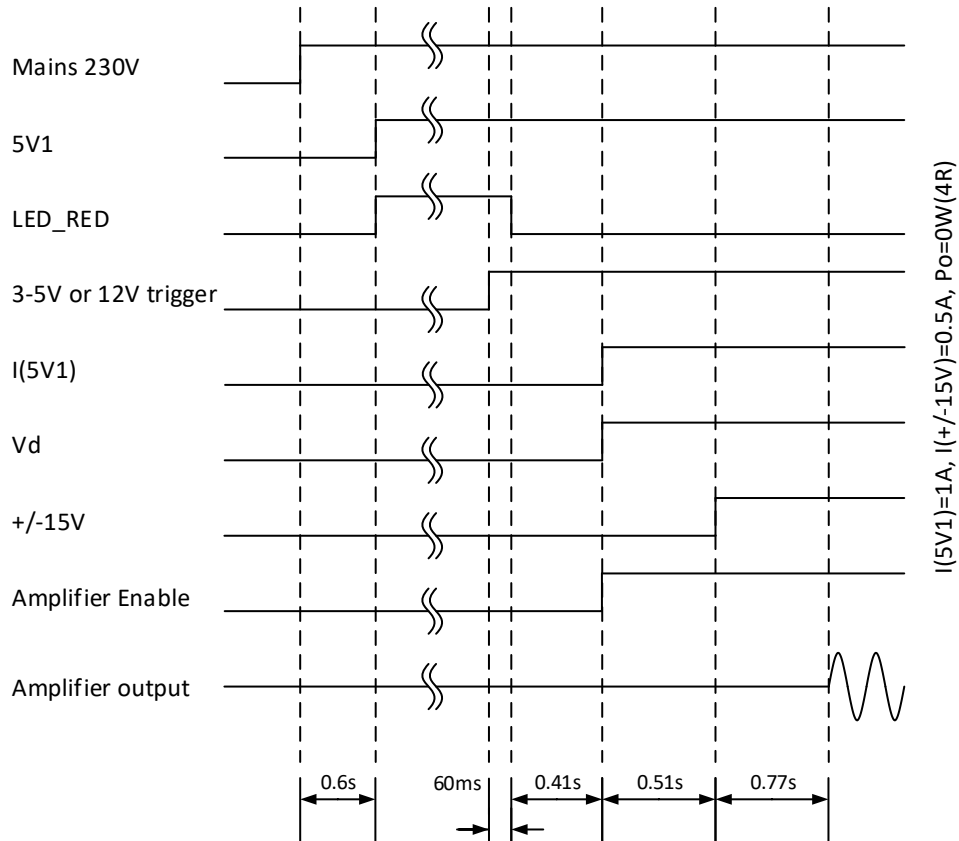 Mains 230V
5V1
LED_RED
3-5V or 12V trigger
I(5V1)
Vd
+/-15V
Amplifier Enable
Amplifier output
0.6s
60ms
0.41s
0.51s
0.77s
I(5V1)=1A, I(+/-15V)=0.5A, Po=0W(4R)